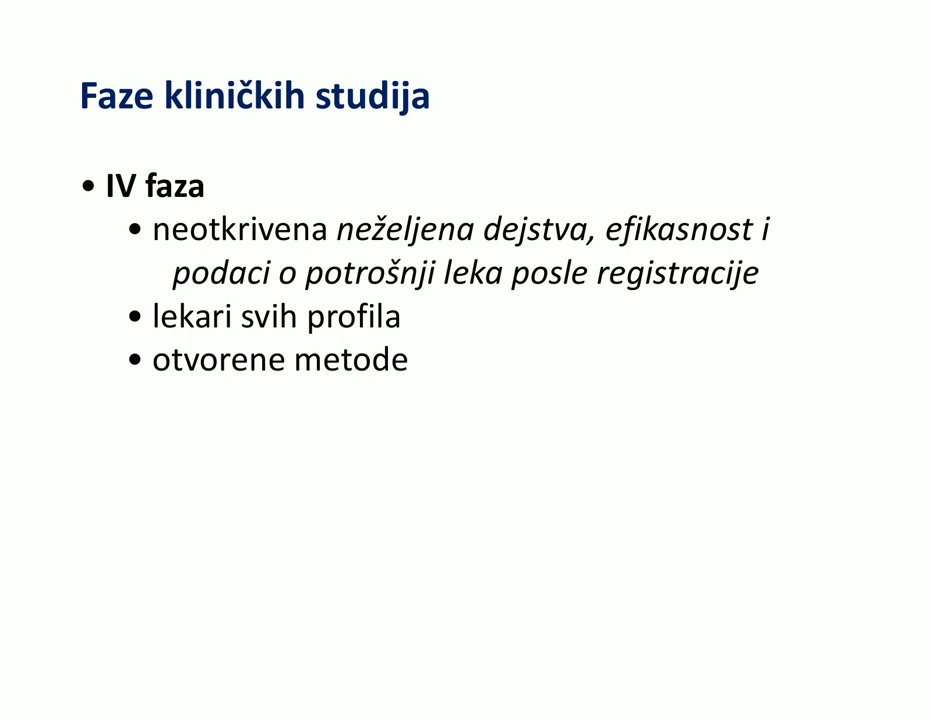 Faze kliničkih studija
• IV faza
• neotkrivena neželjena dejstva, efikasnost i
podaci o potrošnji leka posle registracije
• lekari svih profila
• otvorene metode